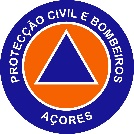 PROTECÇÃO CIVIL E BOMBEIROS
AÇORES